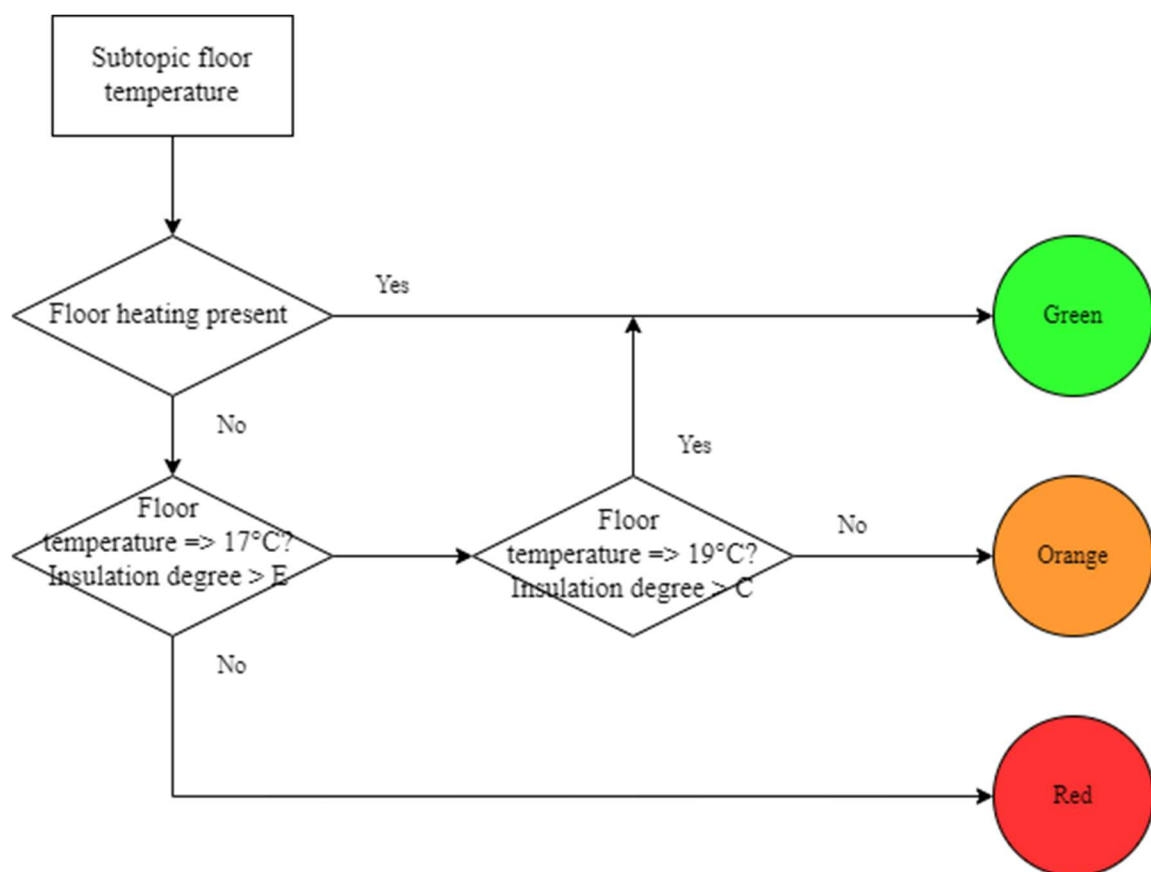 Subtopic floor
temperature
Floor heating present
Yes
Green
No
Floor
temperature => 17°C?
Insulation degree > E
Yes
Floor
temperature => 19°C?
Insulation degree > C
No
Orange
No
Red